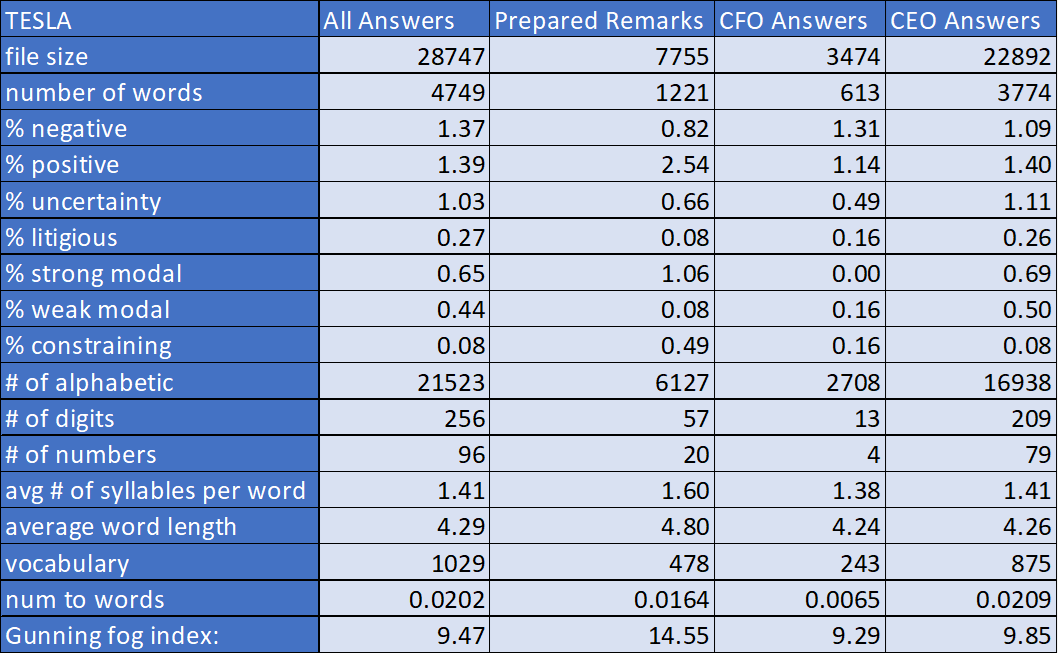 TESLA All Answers Prepared Remarks CFO Answers CEO Answers
file size 28747 7755 3474 22892
number of words 4749 1221 613 3774
% negative 1.37 0.82 1.31 1.09
% positive 1.39 2.54 1.14 1.40
% uncertainty 1.03 0.66 0.49 1.11
% litigious 0.27 0.08 0.16 0.26
% strong modal 0.65 1.06 0.00 0.69
% weak modal 0.44 0.08 0.16 0.50
% constraining 0.08 0.49 0.16 0.08
# of alphabetic 21523 6127 2708 16938
# of digits 256 57 13 209
# of numbers 96 20 4 79
avg # of syllables per word 1.41 1.60 1.38 1.41
average word length 4.29 4.80 4.24 4.26
vocabulary 1029 478 243 875
num to words 0.0202 0.0164 0.0065 0.0209
Gunning fog index: 9.47 14.55 9.29 9.85